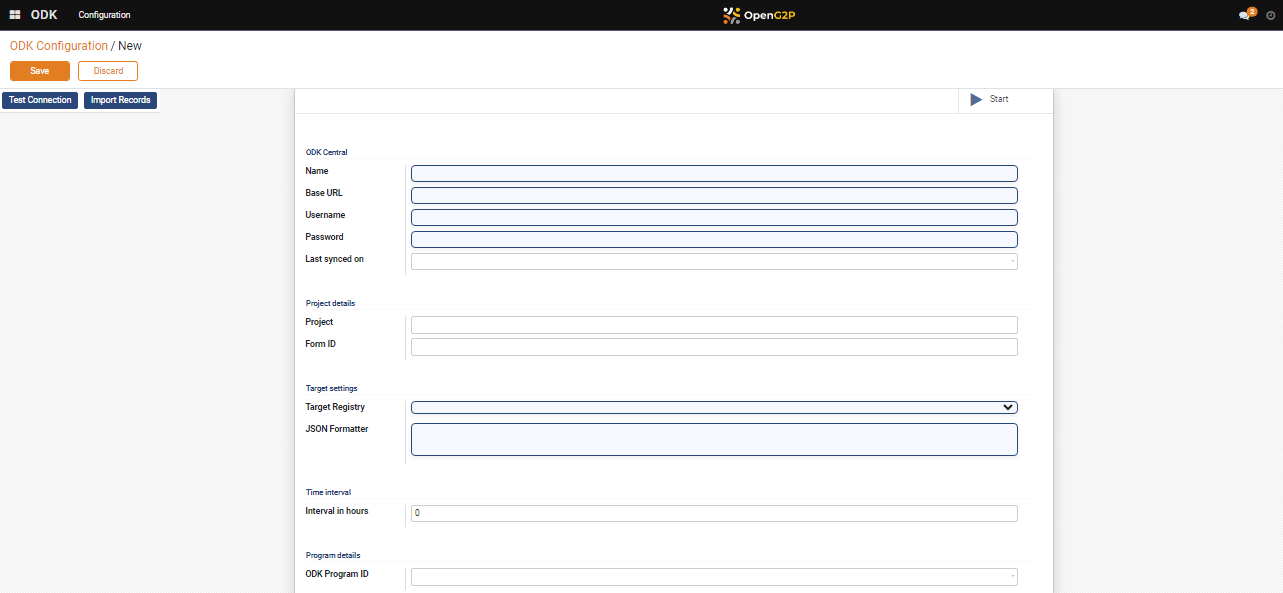 ODK Configuration OpenG2P 2
ODK Configuration / New
Save Discard
Test Connection Import Records Start
ODK Central
Name
Base URL
Username
Password
Last synced on
Project details
Project
Form ID
Target settings
Target Registry
JSON Formatter
Time interval
Interval in hours 0
Program details
ODK Program ID